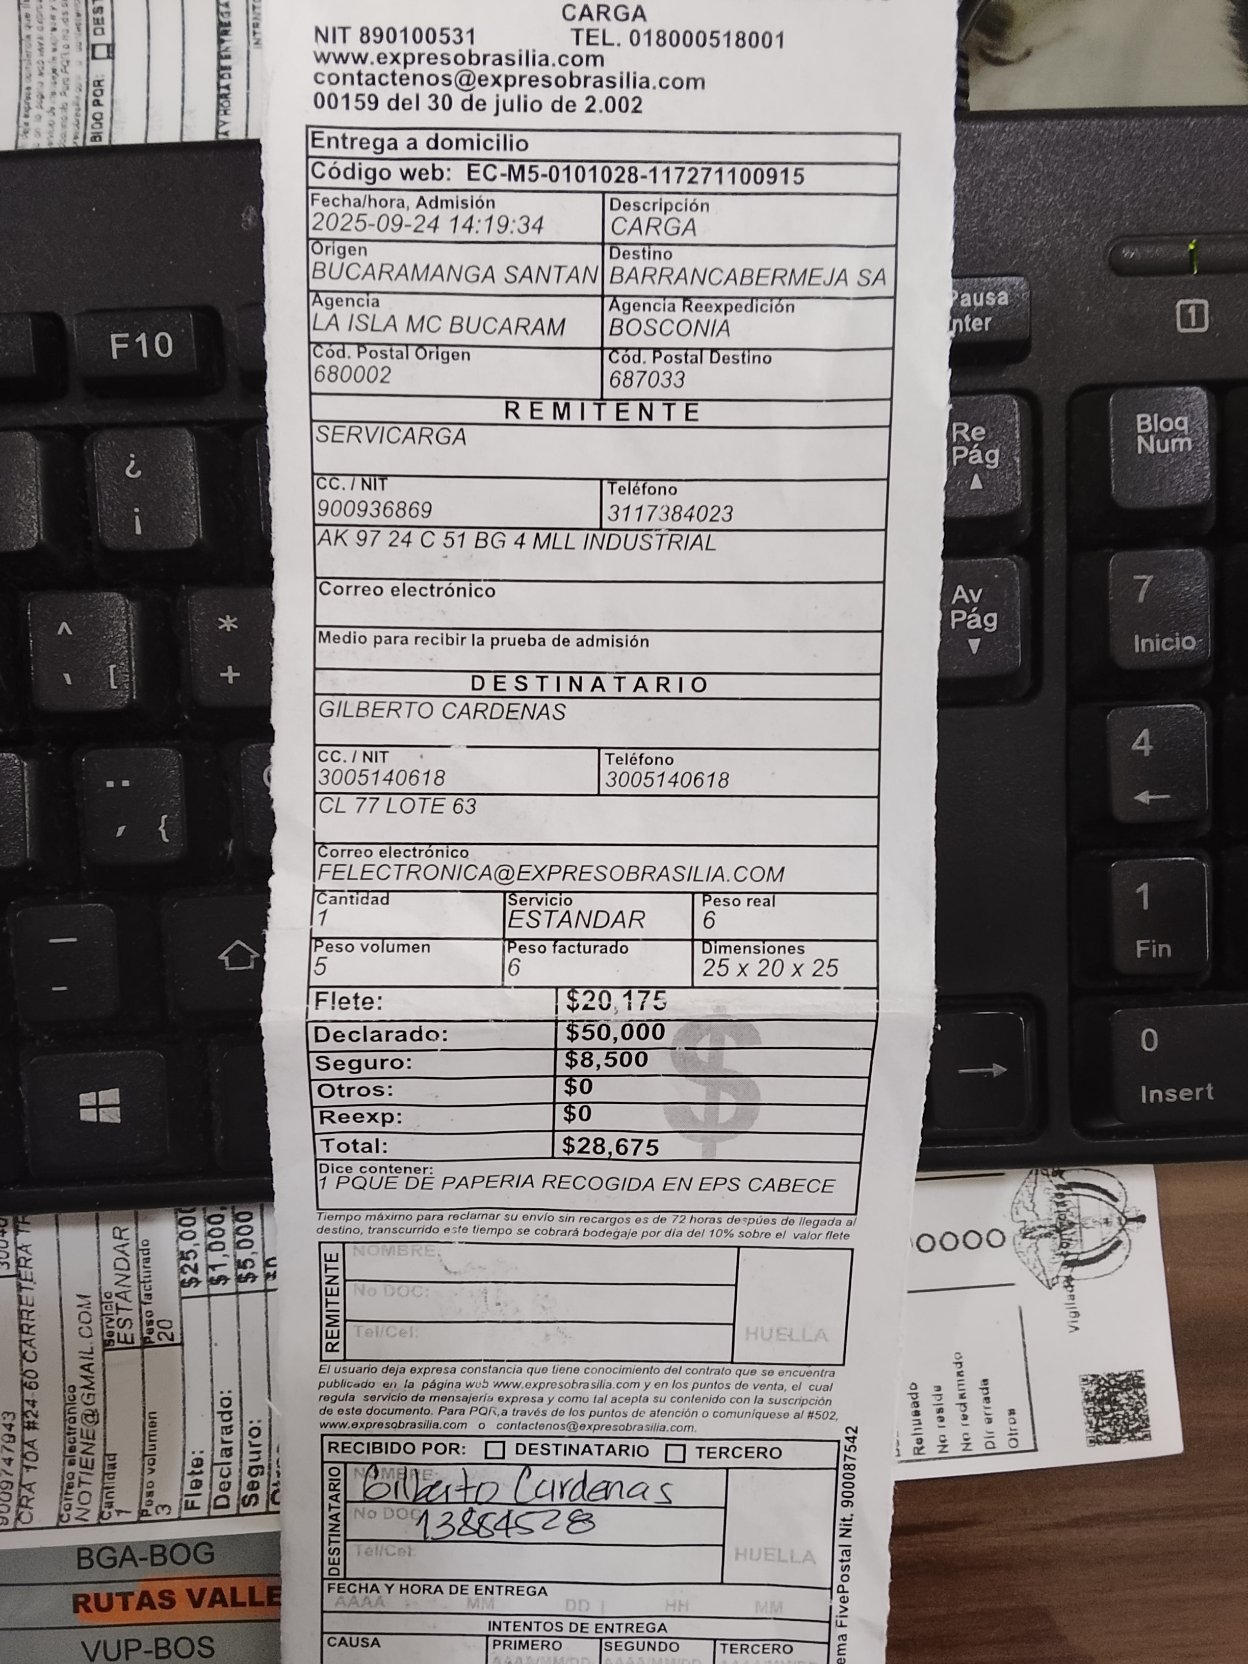 CARGA
NIT 890100531 TEL. 018000518001
www.expresobrasilia.com
contactenos@expresobrasilia.com
00159 del 30 de julio de 2.002
Entrega a domicilio
Código web: EC-M5-0101028-117271100915
Fecha/hora, Admisión Descripción
2025-09-24 14:19:34 CARGA
Origen Destino
BUCARAMANGA SANTAN BARRANCABERMEJA SA
Agencia Agencia Reexpedición
LA ISLA MC BUCARAM BOSCONIA
Cód. Postal Origen Cód. Postal Destino
680002 687033
REMITENTE
SERVICARGA
CC. / NIT Teléfono
900936869 3117384023
AK 97 24 C 51 BG 4 MLL INDUSTRIAL
Correo electrónico
Medio para recibir la prueba de admisión
DESTINATARIO
GILBERTO CARDENAS
CC. / NIT Teléfono
3005140618 3005140618
CL 77 LOTE 63
Correo electrónico
FELECTRONICA@EXPRESOBRASILIA.COM
Cantidad Servicio Peso real
1 ESTANDAR 6
Peso volumen Peso facturado Dimensiones
5 6 25 x 20 x 25
Flete: $20,175
Declarado: $50,000
Seguro: $8,500
Otros: $0
Reexp: $0
Total: $28,675
$
Dice contener:
1 PQUE DE PAPERIA RECOGIDA EN EPS CABECE
Tiempo máximo para reclamar su envío sin recargos es de 72 horas despúes de llegada al
destino, transcurrido este tiempo se cobrará bodegaje por día del 10% sobre el valor flete
REMITENTE
NOMBRE:
No DOC:
Tel/Cel:
HUELLA
El usuario deja expresa constancia que tiene conocimiento del contrato que se encuentra
publicado en la página web www.expresobrasilia.com y en los puntos de venta, el cual
regula servicio de mensajería expresa y como tal acepta su contenido con la suscripción
de este documento. Para PQR,a través de los puntos de atención o comuníquese al #502,
www.expresobrasilia.com o contactenos@expresobrasilia.com.
RECIBIDO POR: DESTINATARIO TERCERO
DESTINATARIO
NOMBRE:
Gilberto Cardenas
No DOC
13884528
Tel/Cel:
HUELLA
FECHA Y HORA DE ENTREGA
AAAA MM DD HH MM
INTENTOS DE ENTREGA
CAUSA PRIMERO SEGUNDO TERCERO
FivePostal Nit. 900087542
F10
¿
¡
^
[
*
+
{
Pausa
Inter
1
Re
Pág
Av
Pág
Bloq
Num
7
Inicio
4
1
Fin
0
Insert
BIDO POR: DEST
A Y HORA DE ENTREGA
9009747943
CRA 10A #24-60 CARRETERA
Correo electrónico
NOTIENE@GMAIL.COM
Cantidad Servicio
1 ESTANDAR
Peso volumen Peso facturado
3 20
Flete: $25,00
Declarado: $1,000,
Seguro: $5,000
BGA-BOG
RUTAS VALLE
VUP-BOS
0000
Vigilado
Rehusado
No reside
No reclamado
Dir errada
Otros